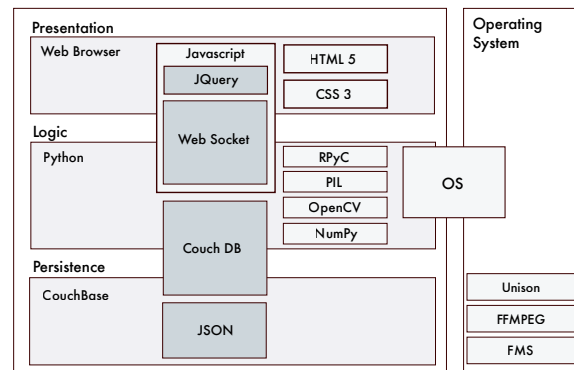 Presentation
Web Browser
Javascript
JQuery
HTML 5
CSS 3
Web Socket
Logic
Python
RPyC
PIL
OpenCV
NumPy
Couch DB
Persistence
CouchBase
JSON
Operating
System
OS
Unison
FFMPEG
FMS